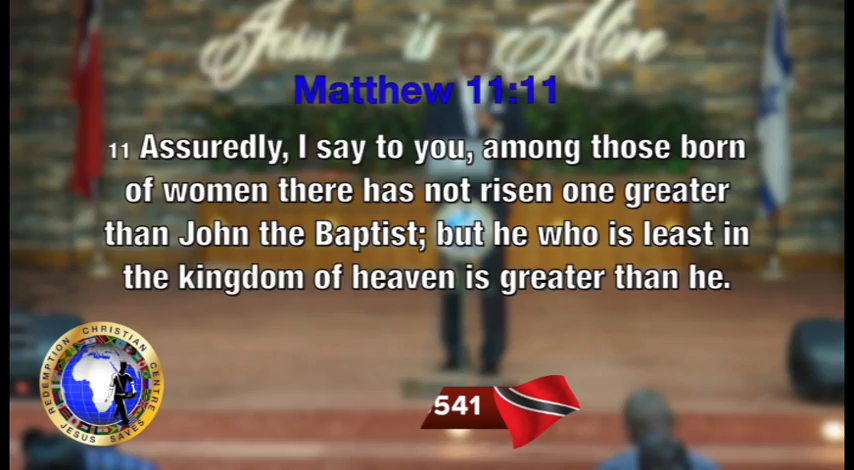 Jesus is Alive
Matthew 11:11
11 Assuredly, I say to you, among those born
of women there has not risen one greater
than John the Baptist; but he who is least in
the kingdom of heaven is greater than he.
REDEMPTION CHRISTIAN CENTRE
JESUS SAVES
541